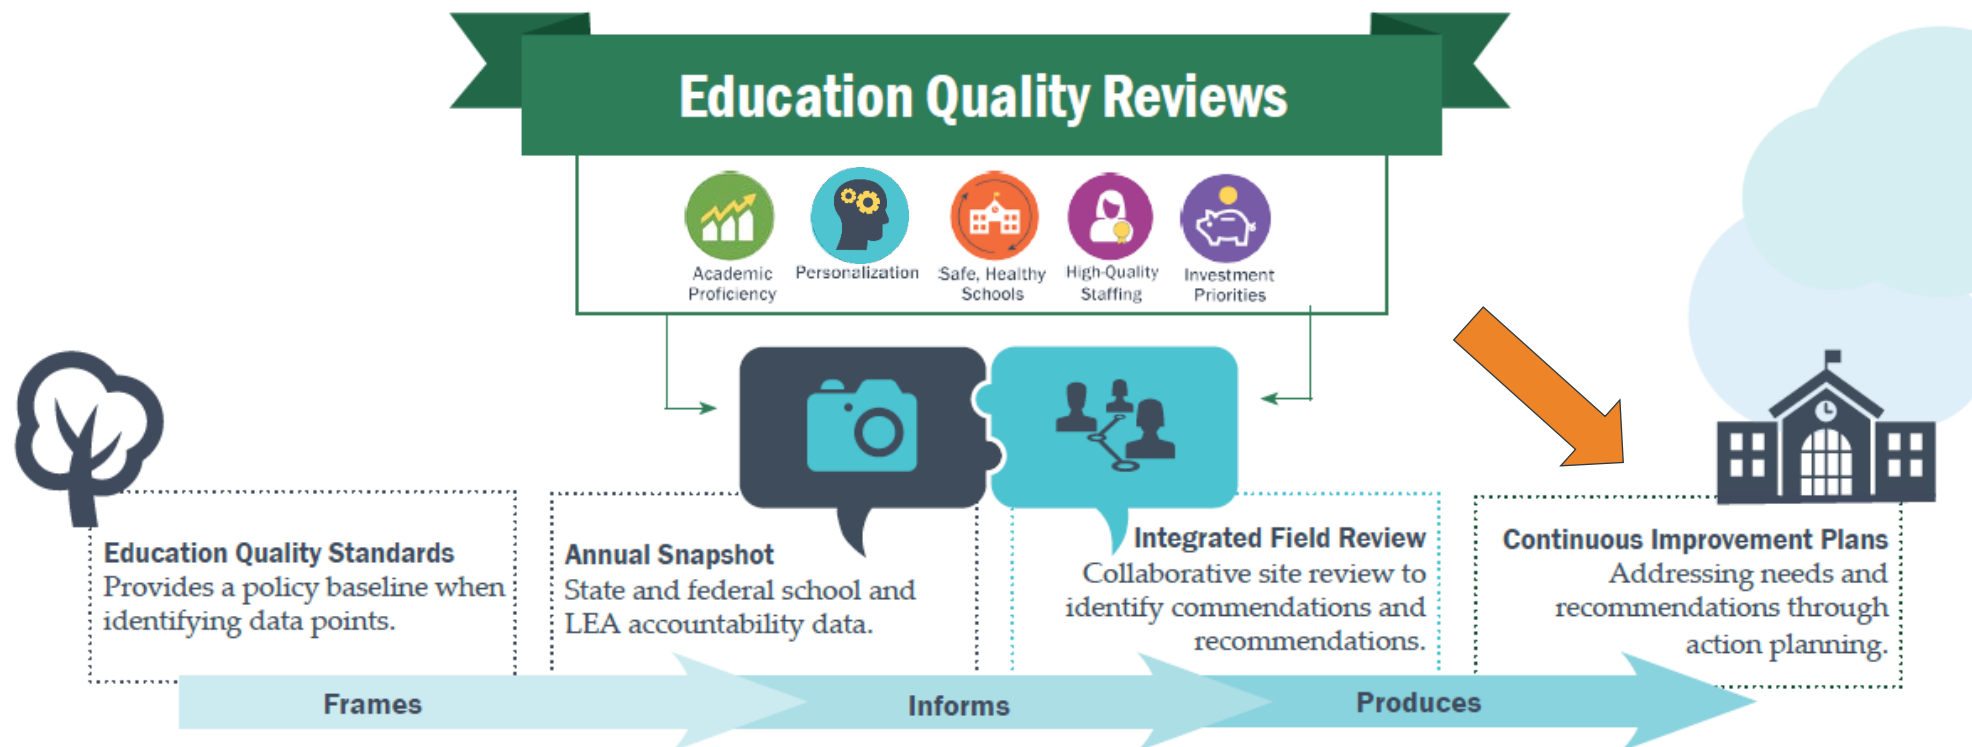 Education Quality Reviews
Academic
Proficiency
Personalization
Safe, Healthy
Schools
High-Quality
Staffing
Investment
Priorities
Education Quality Standards
Provides a policy baseline when
identifying data points.
Annual Snapshot
State and federal school and
LEA accountability data.
Integrated Field Review
Collaborative site review to
identify commendations and
recommendations.
Continuous Improvement Plans
Addressing needs and
recommendations through
action planning.
Frames
Informs
Produces